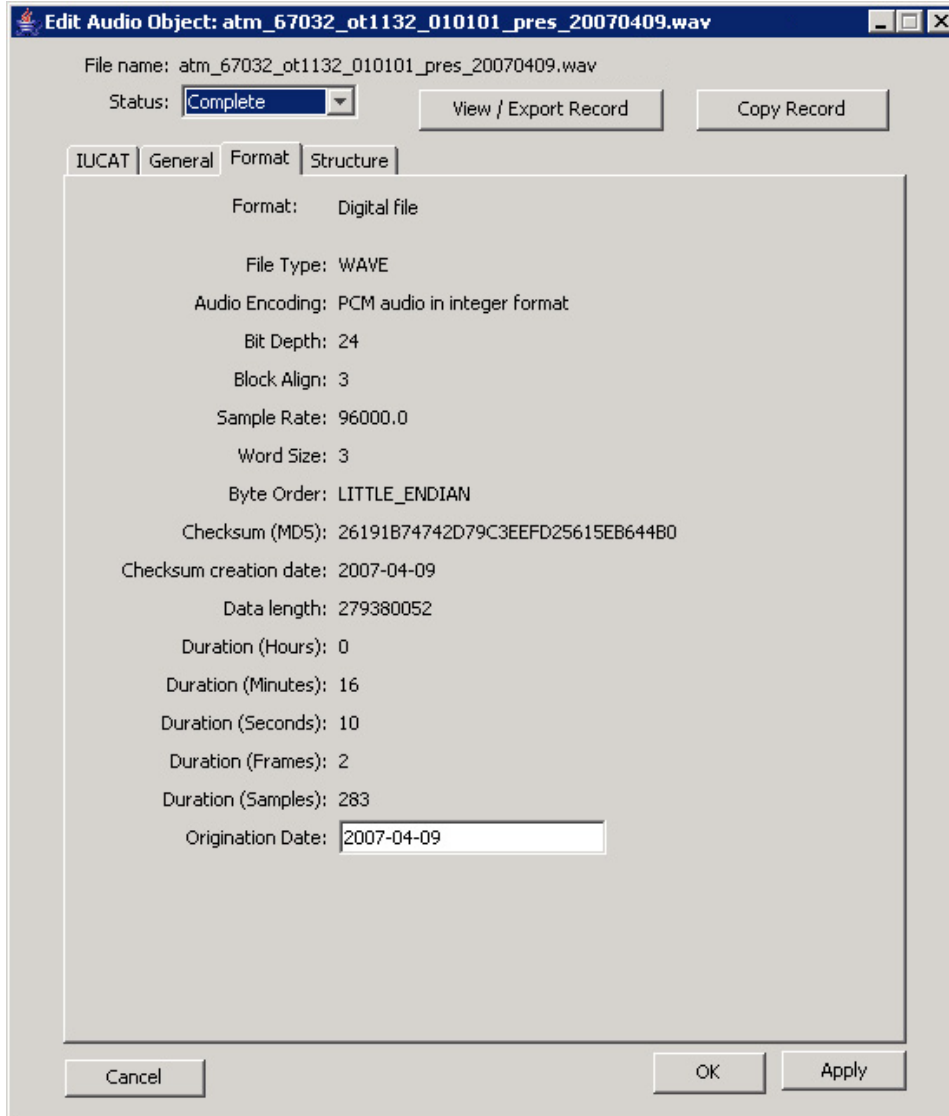 Edit Audio Object: atm_67032_ot1132_010101_pres_20070409.wav
File name: atm_67032_ot1132_010101_pres_20070409.wav
Status: Complete View / Export Record Copy Record
IUCAT General Format Structure
Format: Digital file
File Type: WAVE
Audio Encoding: PCM audio in integer format
Bit Depth: 24
Block Align: 3
Sample Rate: 96000.0
Word Size: 3
Byte Order: LITTLE_ENDIAN
Checksum (MD5): 26191B74742D79C3EEFD25615EB644B0
Checksum creation date: 2007-04-09
Data length: 279380052
Duration (Hours): 0
Duration (Minutes): 16
Duration (Seconds): 10
Duration (Frames): 2
Duration (Samples): 283
Origination Date: 2007-04-09
Cancel OK Apply